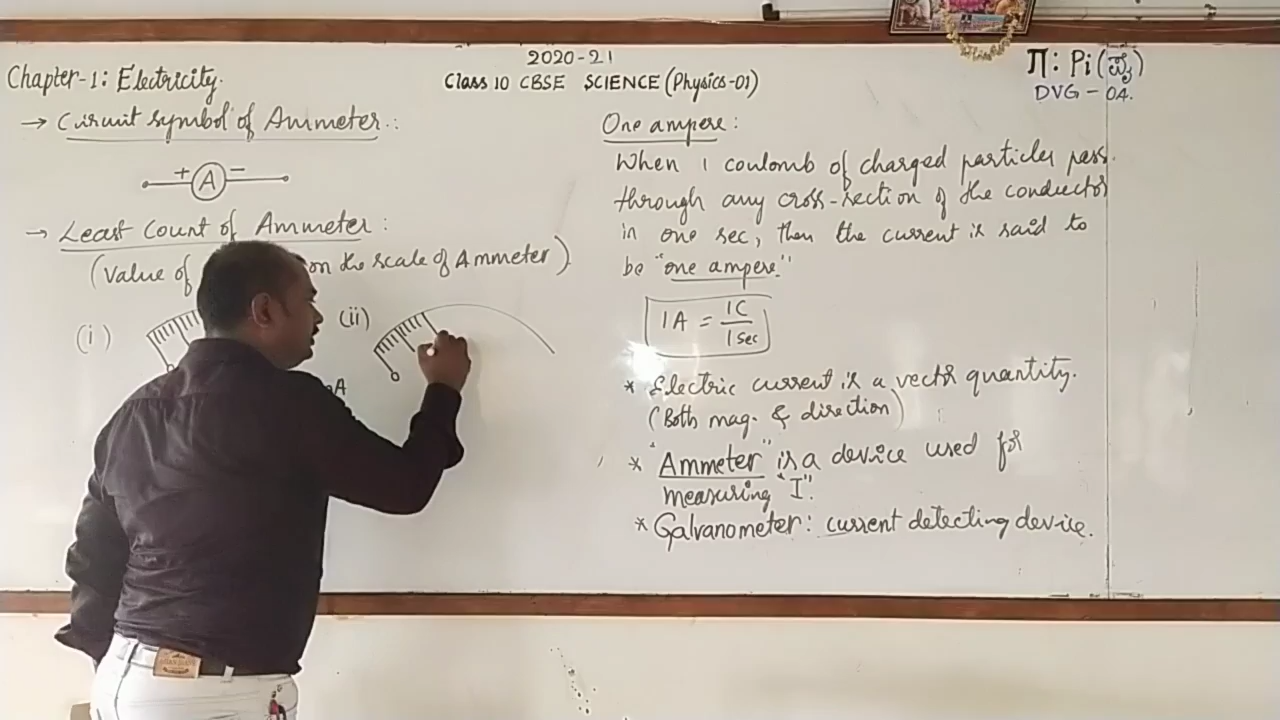 2020-21
Class 10 CBSE SCIENCE (Physics-01)
Π: Pi (ಪೈ)
DVG - 04.
Chapter-1: Electricity.
→ Circuit symbol of Ammeter.:
+ A -
→ Least Count of Ammeter:
(Value of on the scale of Ammeter)
(i)
(ii)
A
One ampere:
When 1 coulomb of charged particles pass
through any cross-section of the conductor
in one sec, then the current is said to
be "one ampere."
1A = 1C
1sec
* Electric current is a vector quantity.
(Both mag. & direction)
* "Ammeter" is a device used for
measuring "I".
* Galvanometer: current detecting device.